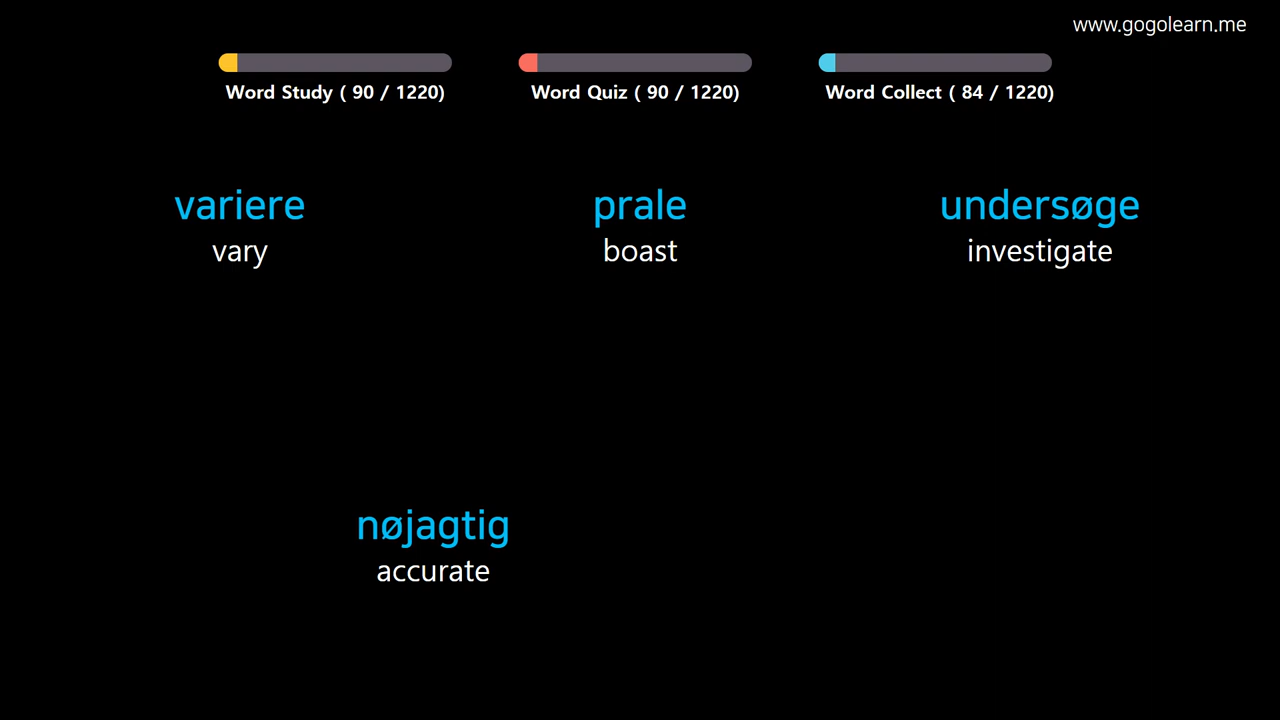 www.gogolearn.me
Word Study ( 90 / 1220)
Word Quiz ( 90 / 1220)
Word Collect ( 84 / 1220)
variere
vary
prale
boast
undersøge
investigate
nøjagtig
accurate